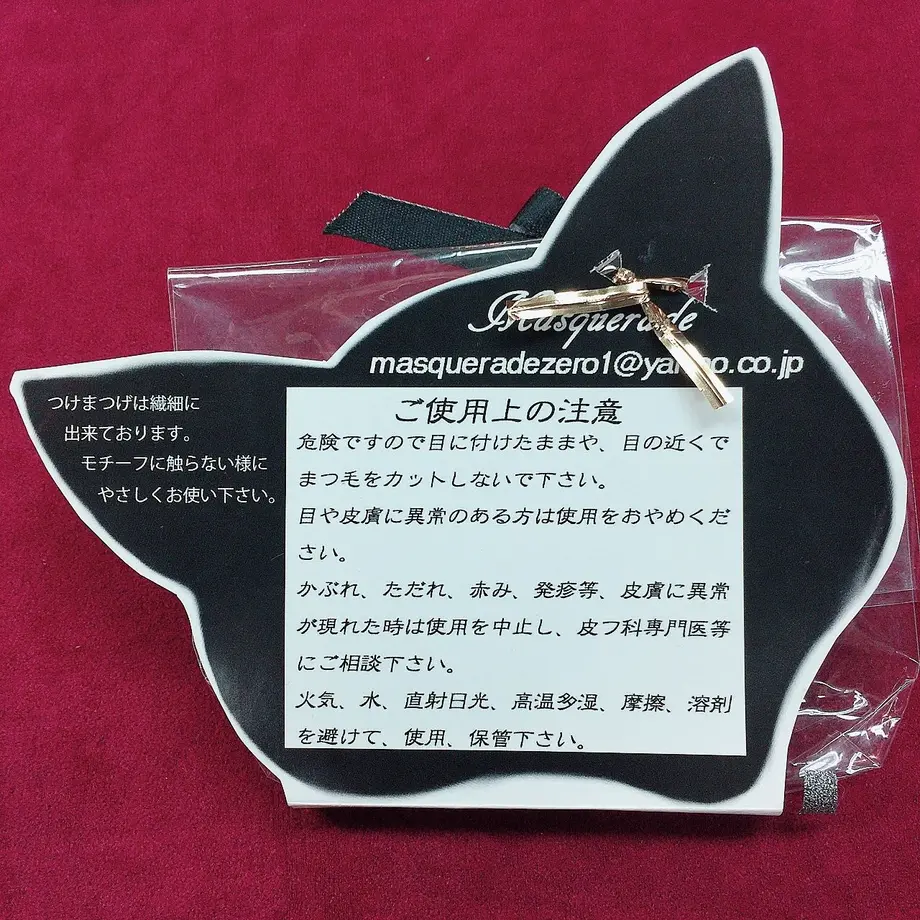 Masquerade
masqueradezero1@yahoo.co.jp
つけまつげは繊細に
出来ております。
モチーフに触らない様に
やさしくお使い下さい。
ご使用上の注意
危険ですので目に付けたままや、目の近くで
まつ毛をカットしないで下さい。
目や皮膚に異常のある方は使用をおやめくだ
さい。
かぶれ、ただれ、赤み、発疹等、皮膚に異常
が現れた時は使用を中止し、皮フ科専門医等
にご相談下さい。
火気、水、直射日光、高温多湿、摩擦、溶剤
を避けて、使用、保管下さい。